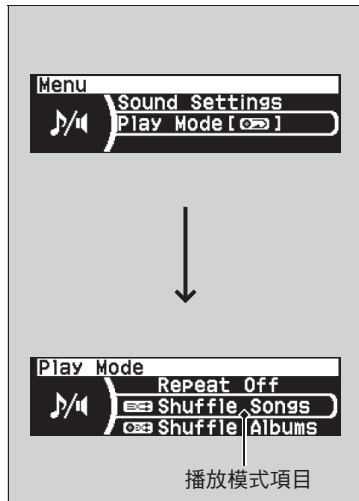 Menu
Sound Settings
Play Mode[ ]
Play Mode
Repeat Off
Shuffle Songs
Shuffle Albums
播放模式項目